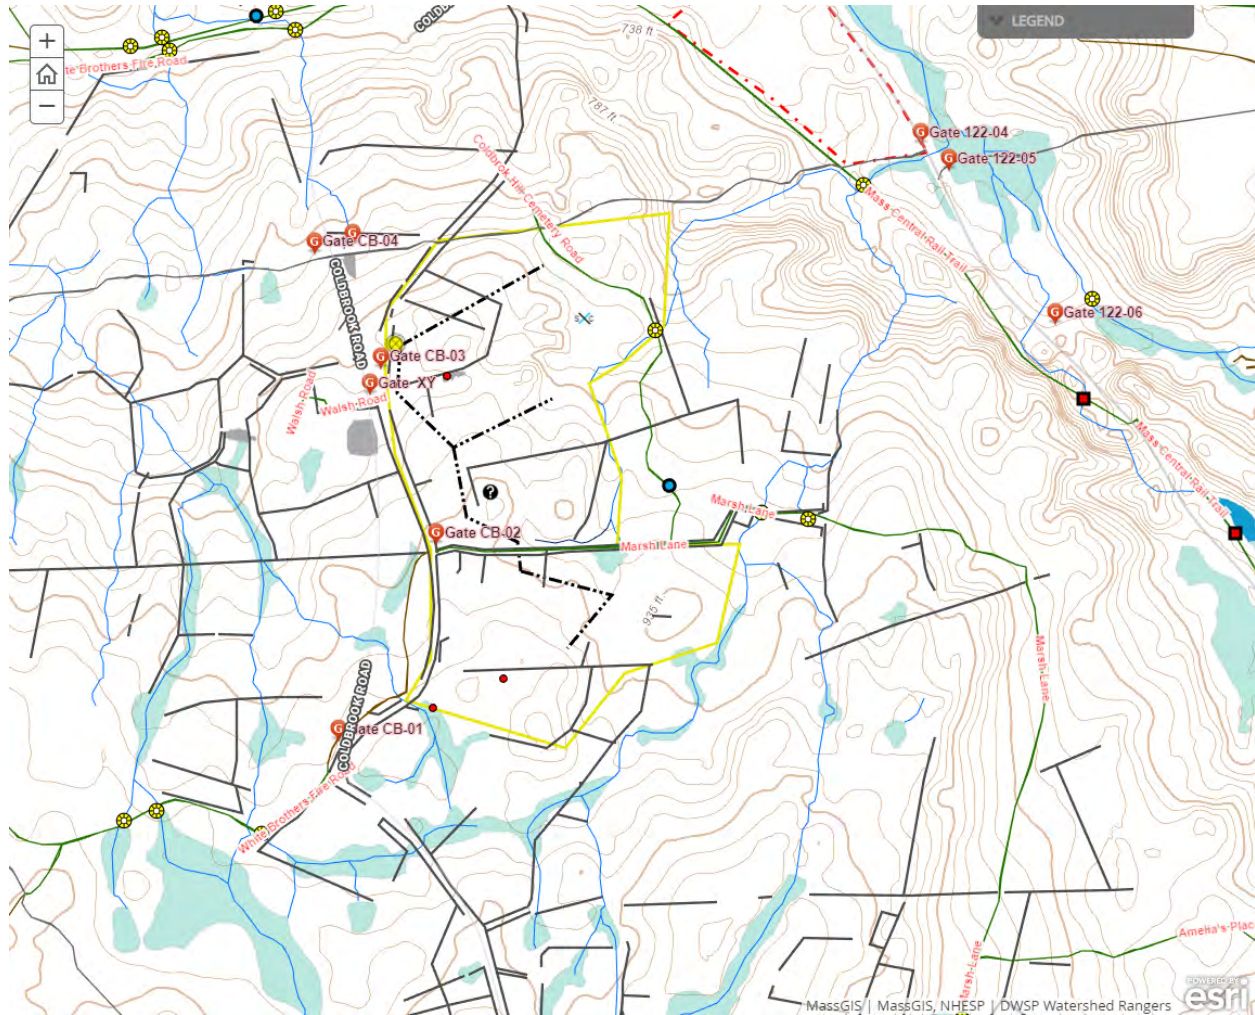 LEGEND
738 ft
te Brothers Fire Road
787 ft
Gate 122-04
Gate 122-05
Coldbrok Hill Cemetery Road
Mass Central Rail Trail
Gate CB-04
COLDBROOK ROAD
Gate 122-06
Gate CB-03
Gate XY
Walsh Road
Walsh Road
Mass Central Rail Trail
?
Marsh Lane
Gate CB-02
Marsh Lane
935 ft
Marsh Lane
COLDBROOK ROAD
Gate CB-01
White Brothers Fire Road
Amelia's Place
Marsh Lane
MassGIS | MassGIS, NHESP | DWSP Watershed Rangers
POWERED BY
esri